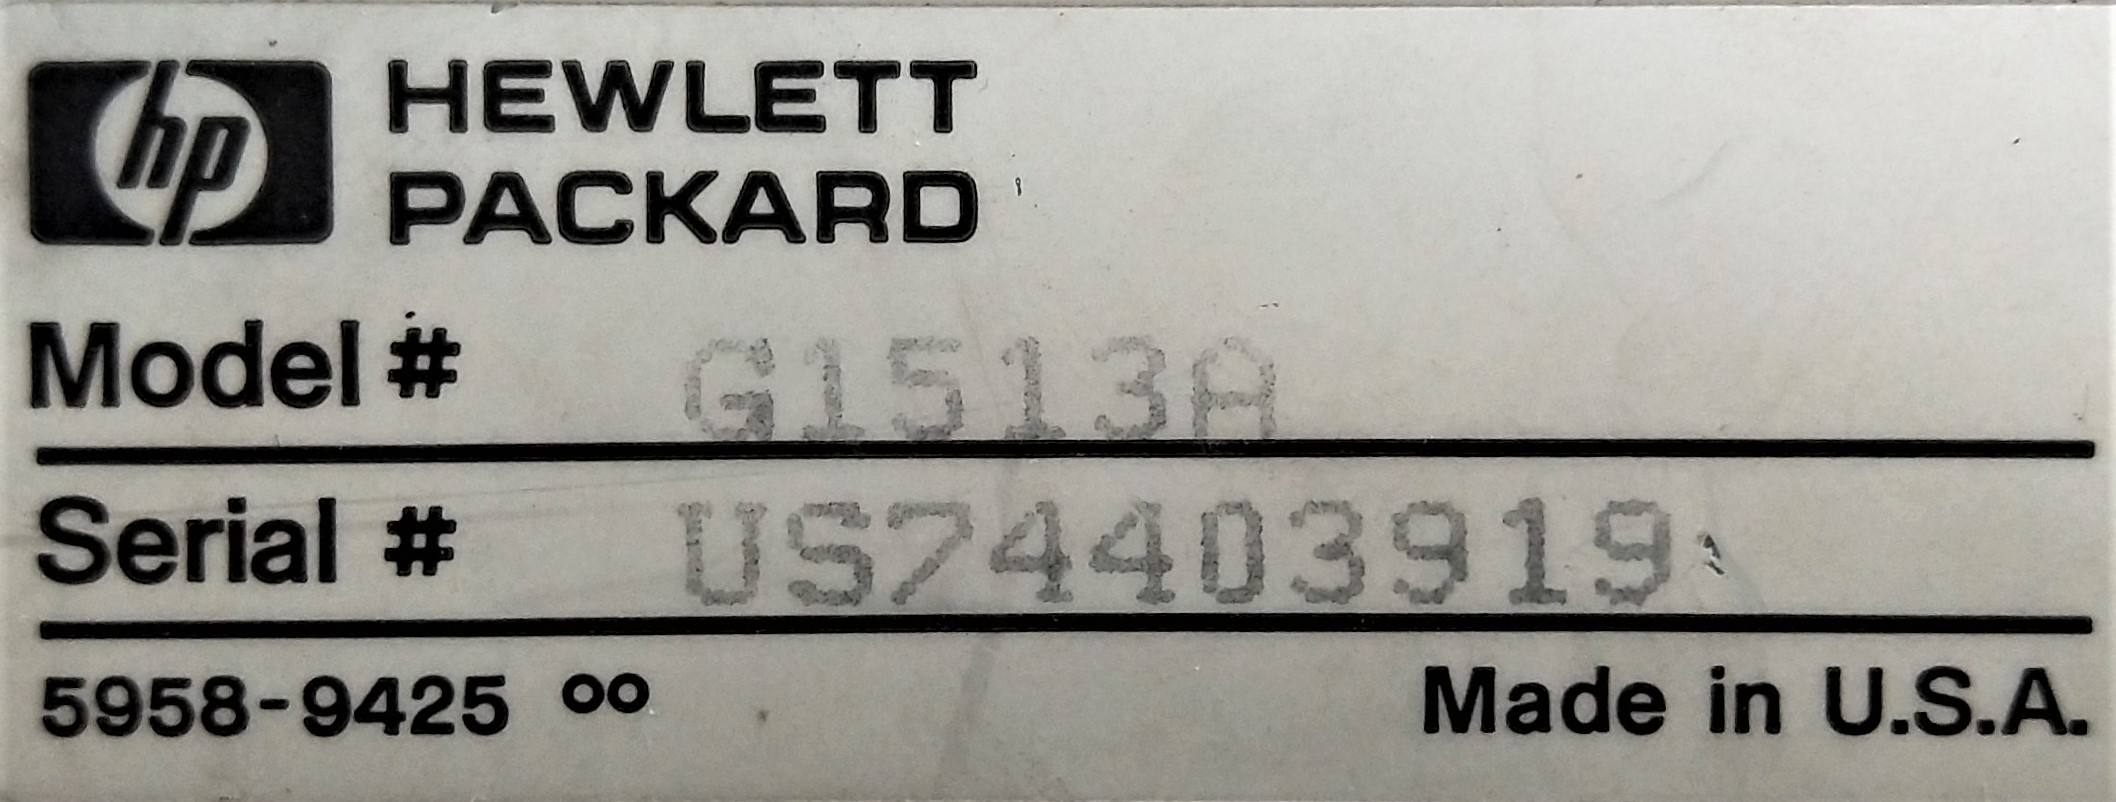 hp HEWLETT
PACKARD
Model # G1513A
Serial # US74403919
5958-9425 00 Made in U.S.A.